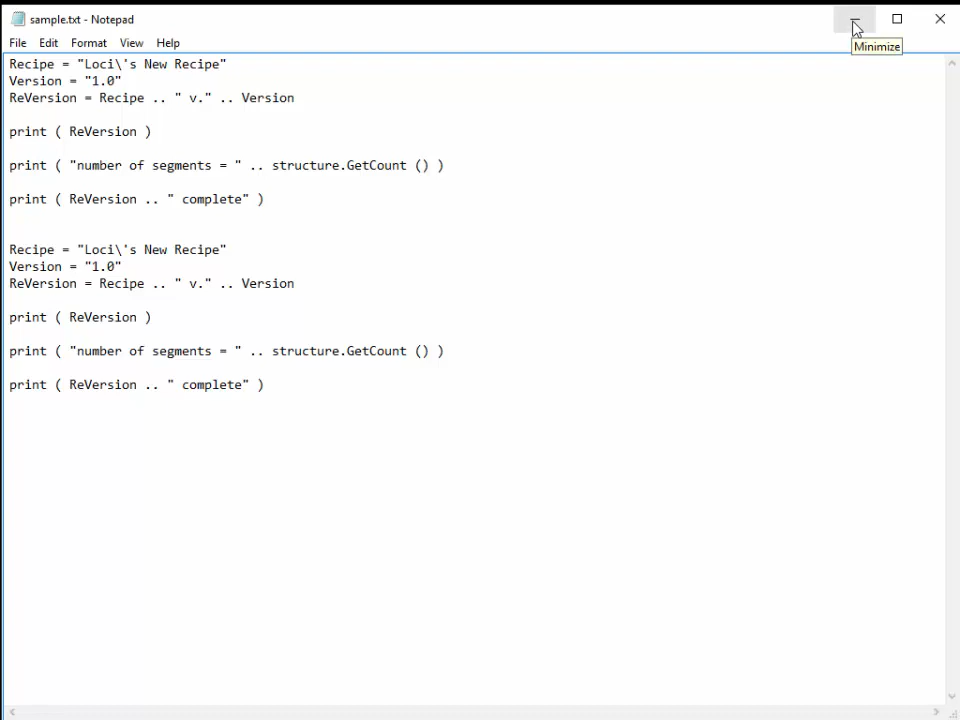 sample.txt - Notepad
File Edit Format View Help
Minimize
Recipe = "Loci\'s New Recipe"
Version = "1.0"
ReVersion = Recipe .. " v." .. Version
print ( ReVersion )
print ( "number of segments = " .. structure.GetCount () )
print ( ReVersion .. " complete" )
Recipe = "Loci\'s New Recipe"
Version = "1.0"
ReVersion = Recipe .. " v." .. Version
print ( ReVersion )
print ( "number of segments = " .. structure.GetCount () )
print ( ReVersion .. " complete" )